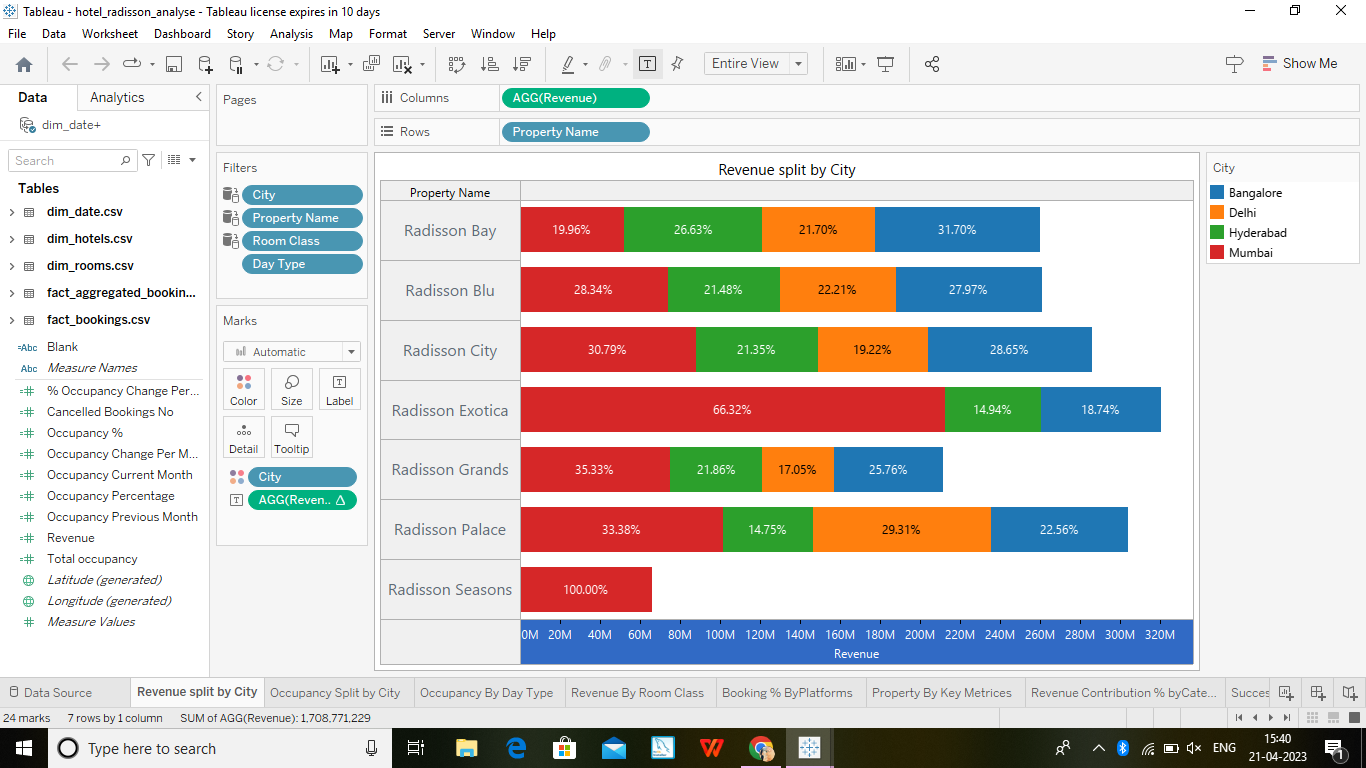 Tableau - hotel_radisson_analyse - Tableau license expires in 10 days
File Data Worksheet Dashboard Story Analysis Map Format Server Window Help
Entire View
Show Me
Data Analytics
dim_date+
Search
Tables
dim_date.csv
dim_hotels.csv
dim_rooms.csv
fact_aggregated_bookin...
fact_bookings.csv
Abc Blank
Abc Measure Names
% Occupancy Change Per...
Cancelled Bookings No
Occupancy %
Occupancy Change Per M...
Occupancy Current Month
Occupancy Percentage
Occupancy Previous Month
Revenue
Total occupancy
Latitude (generated)
Longitude (generated)
Measure Values
Pages
Filters
City
Property Name
Room Class
Day Type
Marks
Automatic
Color Size Label
Detail Tooltip
City
AGG(Reven..
Columns AGG(Revenue)
Rows Property Name
Revenue split by City
Property Name
Radisson Bay 19.96% 26.63% 21.70% 31.70%
Radisson Blu 28.34% 21.48% 22.21% 27.97%
Radisson City 30.79% 21.35% 19.22% 28.65%
Radisson Exotica 66.32% 14.94% 18.74%
Radisson Grands 35.33% 21.86% 17.05% 25.76%
Radisson Palace 33.38% 14.75% 29.31% 22.56%
Radisson Seasons 100.00%
0M 20M 40M 60M 80M 100M 120M 140M 160M 180M 200M 220M 240M 260M 280M 300M 320M
Revenue
City
Bangalore
Delhi
Hyderabad
Mumbai
Data Source Revenue split by City Occupancy Split by City Occupancy By Day Type Revenue By Room Class Booking % ByPlatforms Property By Key Metrices Revenue Contribution % byCate... Succes
24 marks 7 rows by 1 column SUM of AGG(Revenue): 1,708,771,229
Type here to search
ENG
15:40
21-04-2023
1